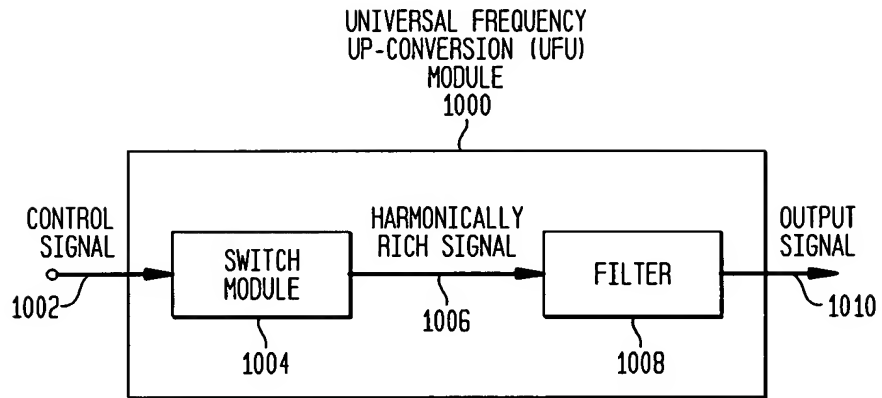 UNIVERSAL FREQUENCY
UP-CONVERSION (UFU)
MODULE
1000
CONTROL
SIGNAL
1002
SWITCH
MODULE
1004
HARMONICALLY
RICH SIGNAL
1006
FILTER
1008
OUTPUT
SIGNAL
1010